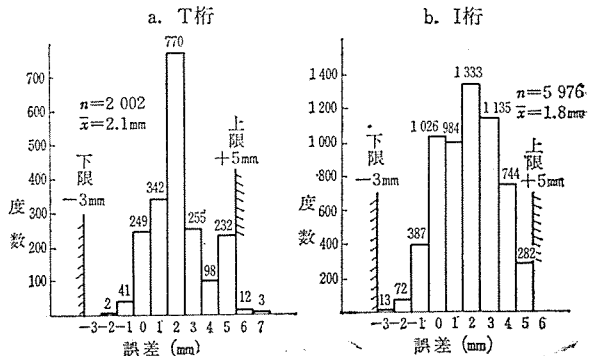 a. T桁
770
700
600
500
400
300
200
100
度数
n=2 002
x̄=2.1mm
下限
−3mm
上限
+5mm
2
41
249
342
255
98
232
12
3
−3−2−1 0 1 2 3 4 5 6 7
誤差 (mm)
b. I桁
1 400
1 200
1 000
800
600
400
200
度数
n=5 976
x̄=1.8mm
下限
−3mm
上限
+5mm
13
72
387
1 026
984
1 333
1 135
744
282
−3−2−1 0 1 2 3 4 5 6
誤差 (mm)